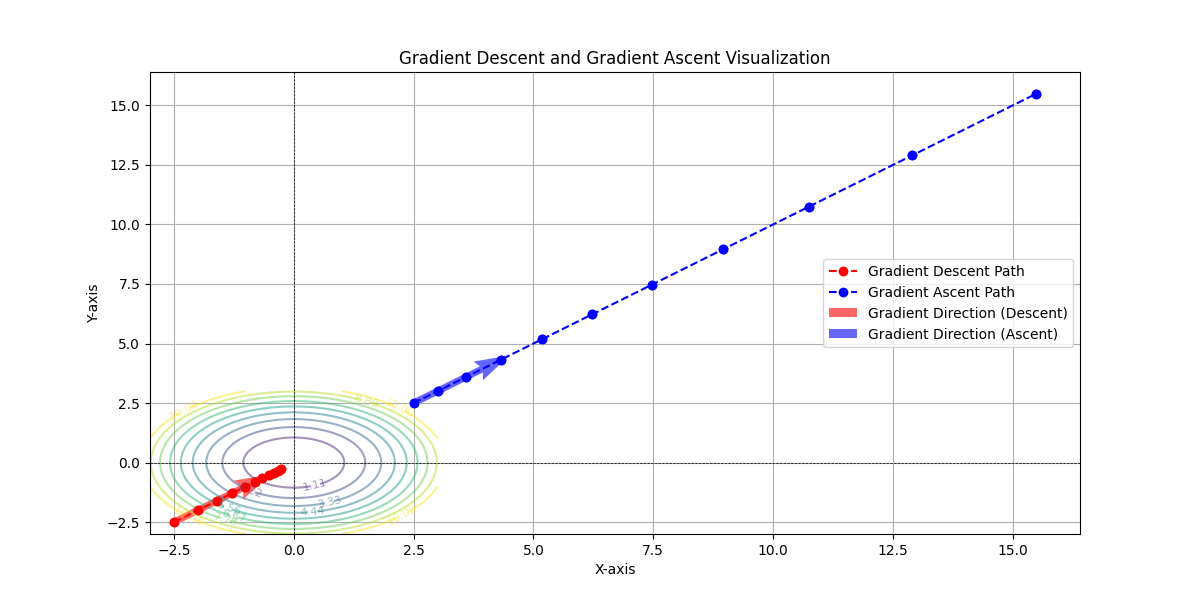 Gradient Descent and Gradient Ascent Visualization
15.0
12.5
10.0
7.5
5.0
2.5
0.0
−2.5
Y-axis
Gradient Descent Path
Gradient Ascent Path
Gradient Direction (Descent)
Gradient Direction (Ascent)
1.11
4.44
−2.5
0.0
2.5
5.0
7.5
10.0
12.5
15.0
X-axis